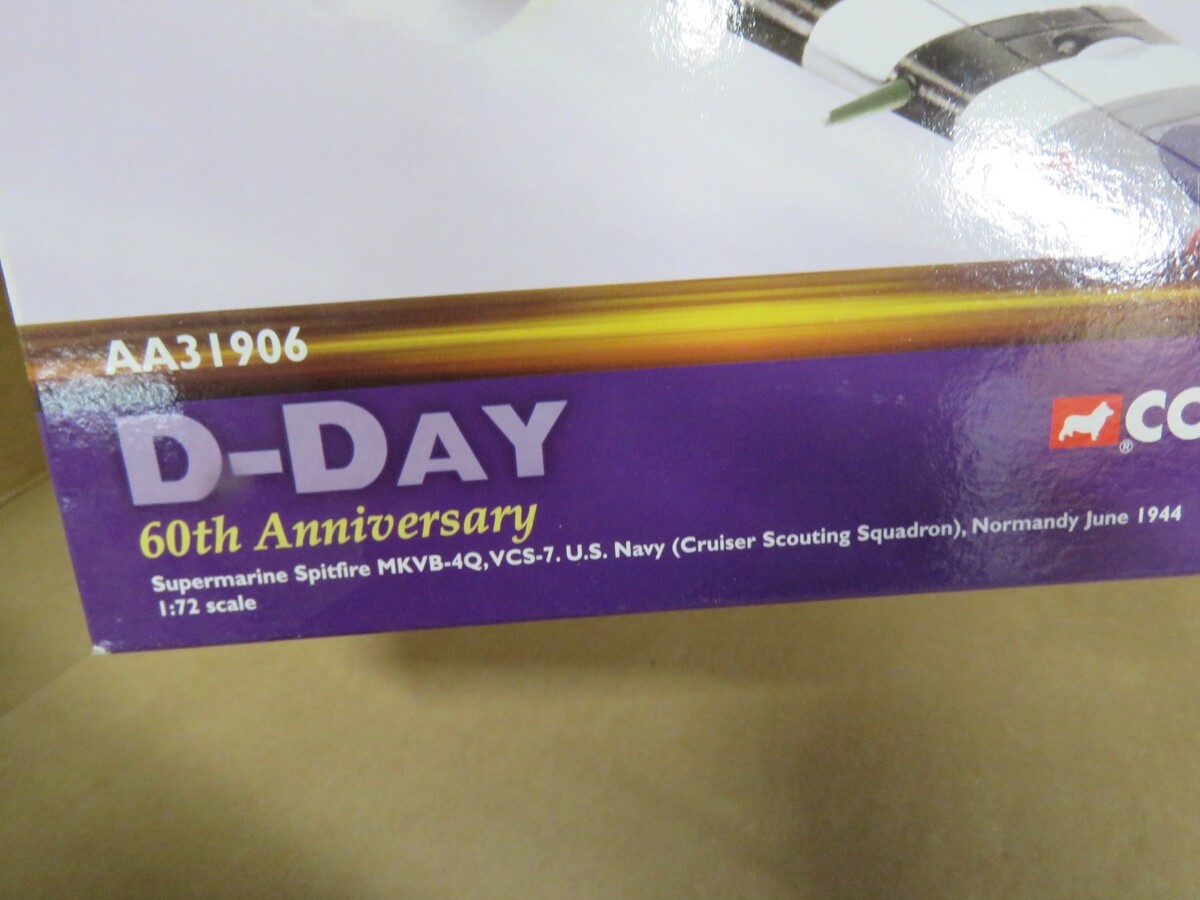 AA31906
D-DAY
CO
®
60th Anniversary
Supermarine Spitfire MKVB-4Q,VCS-7. U.S. Navy (Cruiser Scouting Squadron), Normandy June 1944
1:72 scale